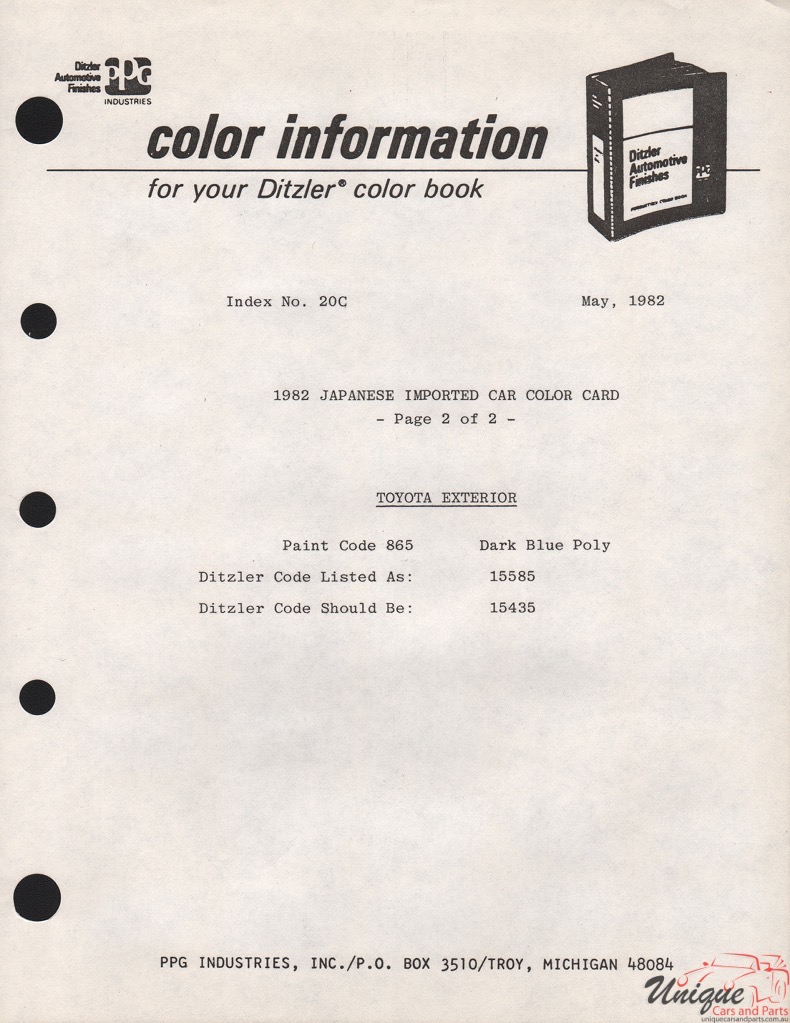 Ditzler
Automotive
Finishes
PPG
INDUSTRIES
color information
for your Ditzler® color book
Ditzler
Automotive
Finishes
PPG
Index No. 20C May, 1982
1982 JAPANESE IMPORTED CAR COLOR CARD
- Page 2 of 2 -
TOYOTA EXTERIOR
Paint Code 865 Dark Blue Poly
Ditzler Code Listed As: 15585
Ditzler Code Should Be: 15435
PPG INDUSTRIES, INC./P.O. BOX 3510/TROY, MICHIGAN 48084
Unique
Cars and Parts
uniquecarsandparts.com.au